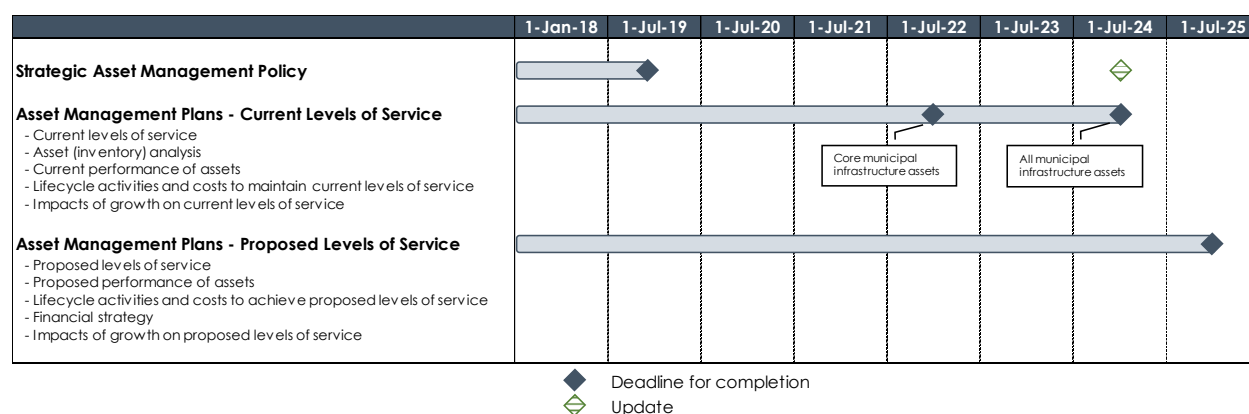 1-Jan-18 1-Jul-19 1-Jul-20 1-Jul-21 1-Jul-22 1-Jul-23 1-Jul-24 1-Jul-25
Strategic Asset Management Policy
Asset Management Plans - Current Levels of Service
- Current levels of service
- Asset (inventory) analysis
- Current performance of assets
- Lifecycle activities and costs to maintain current levels of service
- Impacts of growth on current levels of service
Core municipal
infrastructure assets
All municipal
infrastructure assets
Asset Management Plans - Proposed Levels of Service
- Proposed levels of service
- Proposed performance of assets
- Lifecycle activities and costs to achieve proposed levels of service
- Financial strategy
- Impacts of growth on proposed levels of service
Deadline for completion
Update